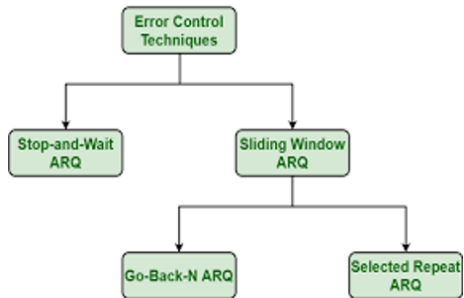 Error Control
Techniques
Stop-and-Wait
ARQ
Sliding Window
ARQ
Go-Back-N ARQ
Selected Repeat
ARQ